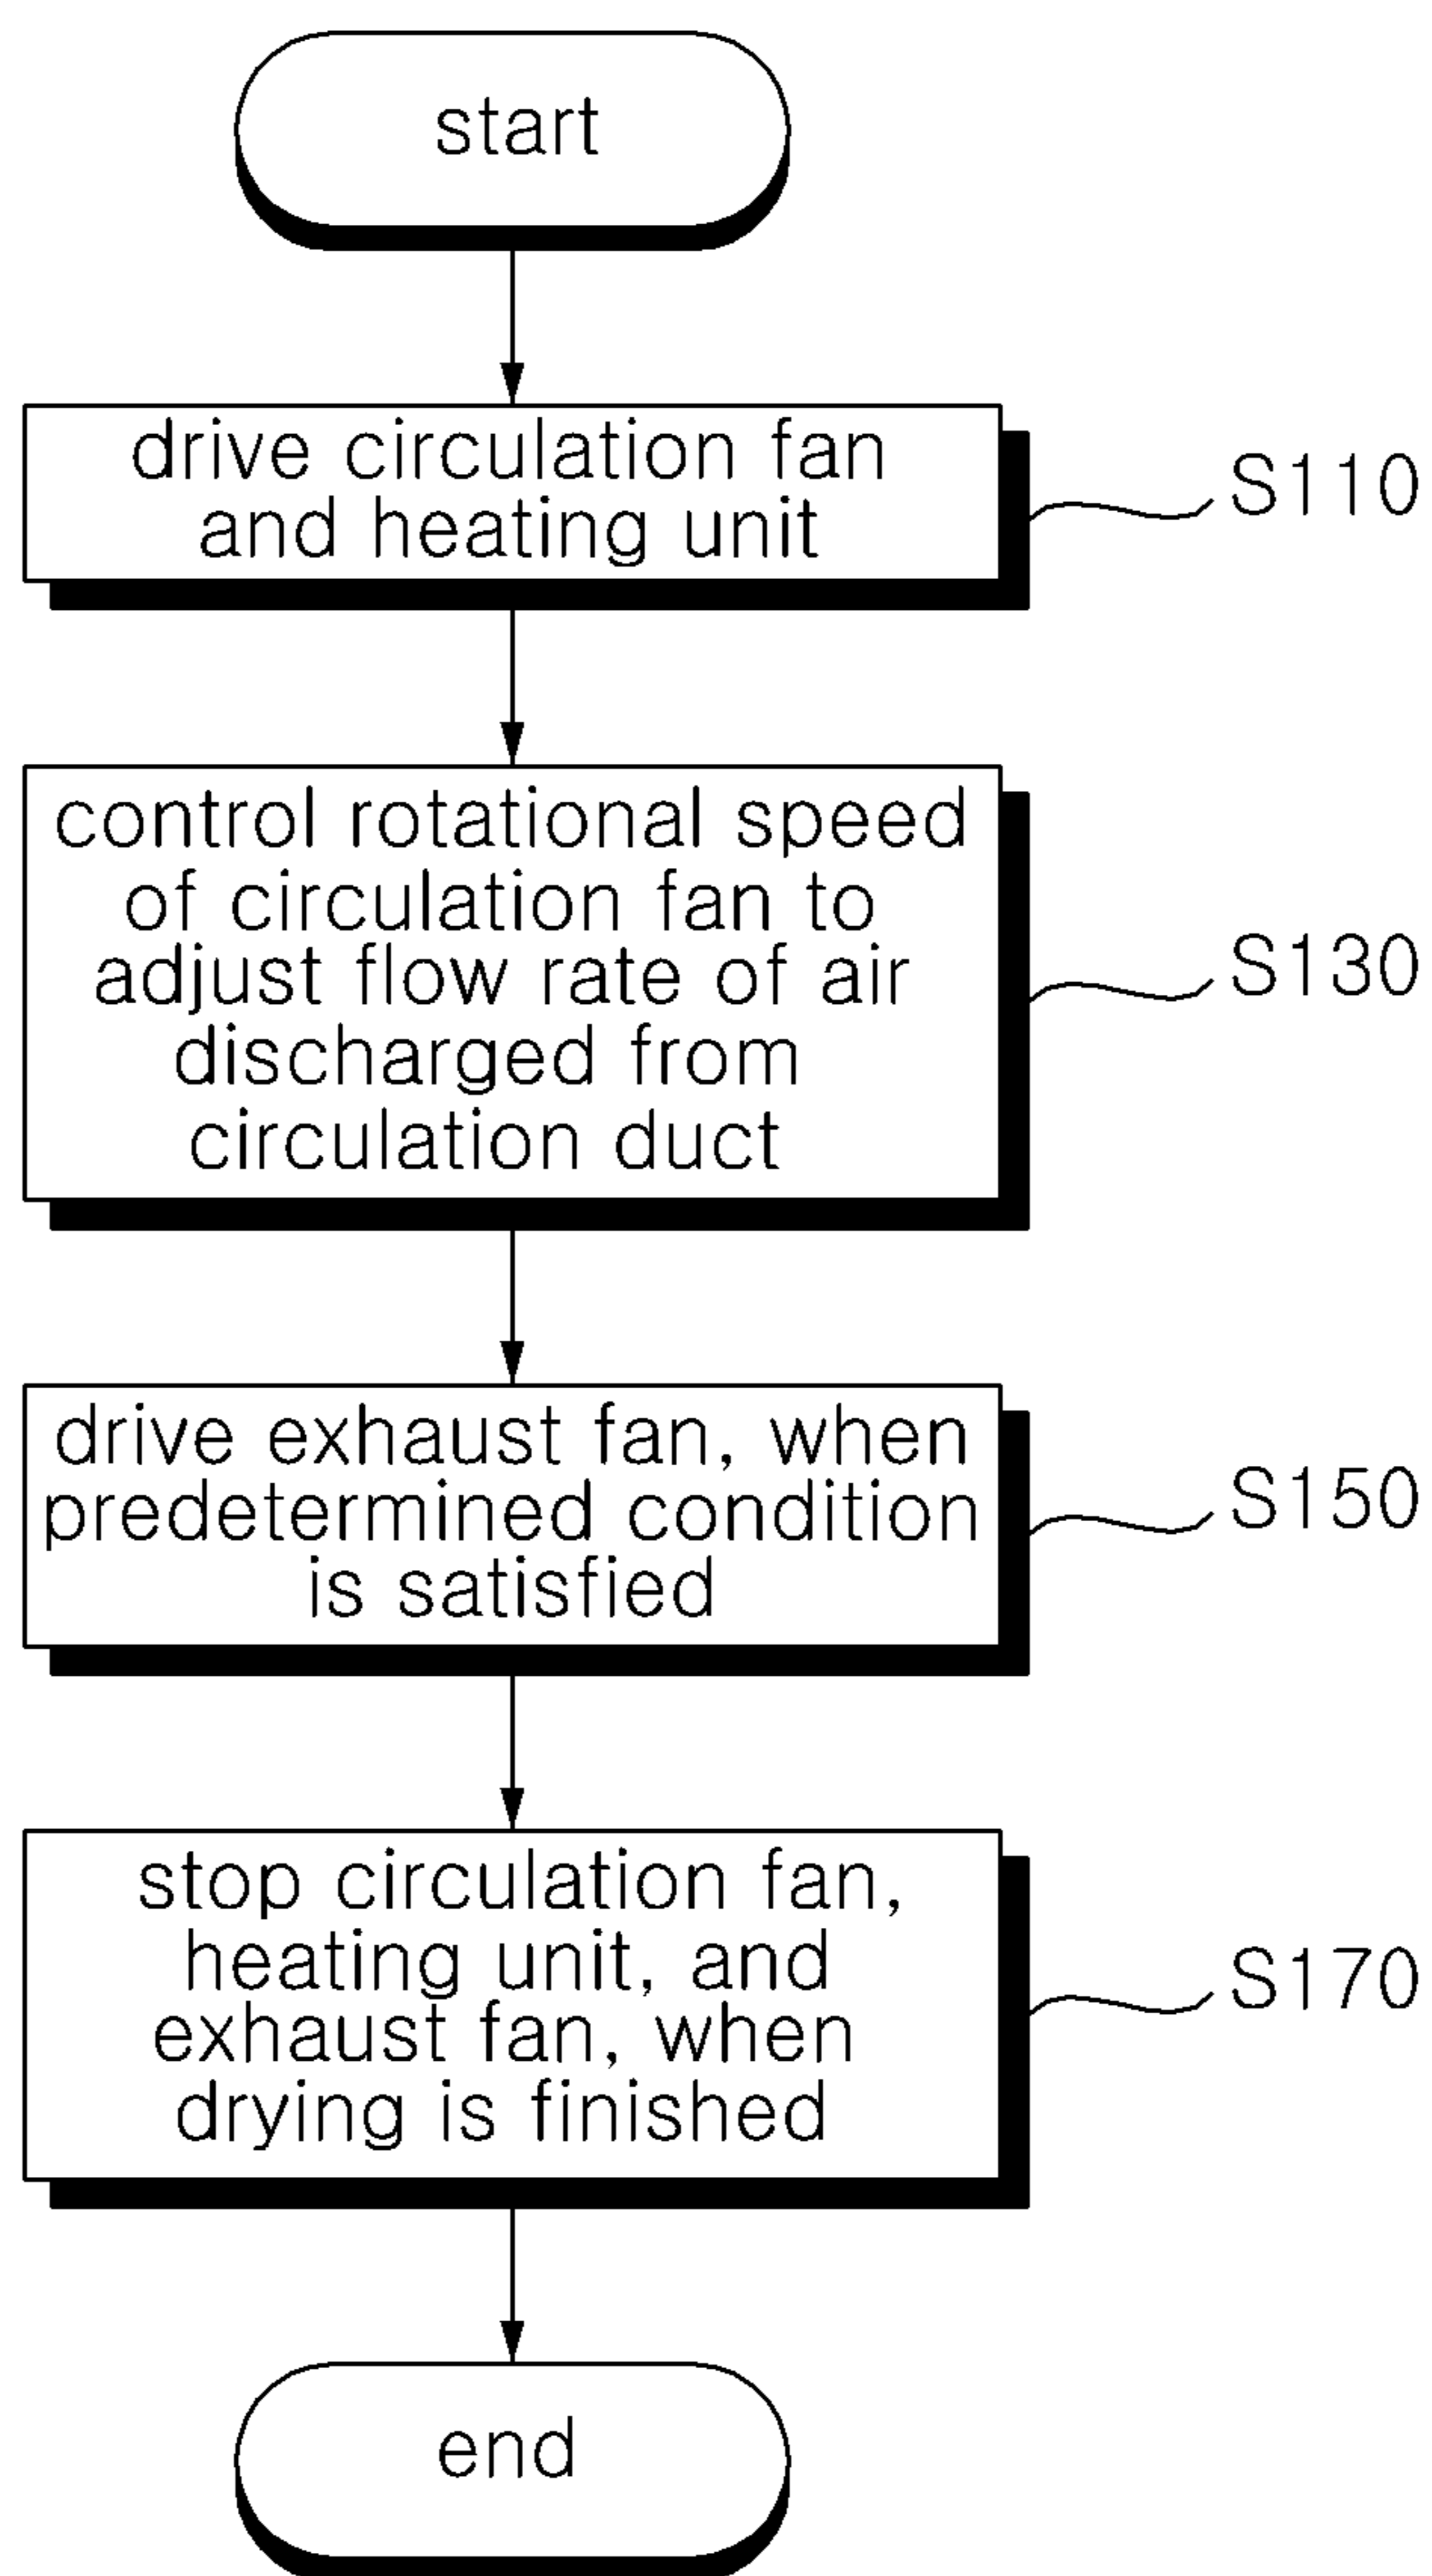 start
drive circulation fan
and heating unit
S110
control rotational speed
of circulation fan to
adjust flow rate of air
discharged from
circulation duct
S130
drive exhaust fan, when
predetermined condition
is satisfied
S150
stop circulation fan,
heating unit, and
exhaust fan, when
drying is finished
S170
end